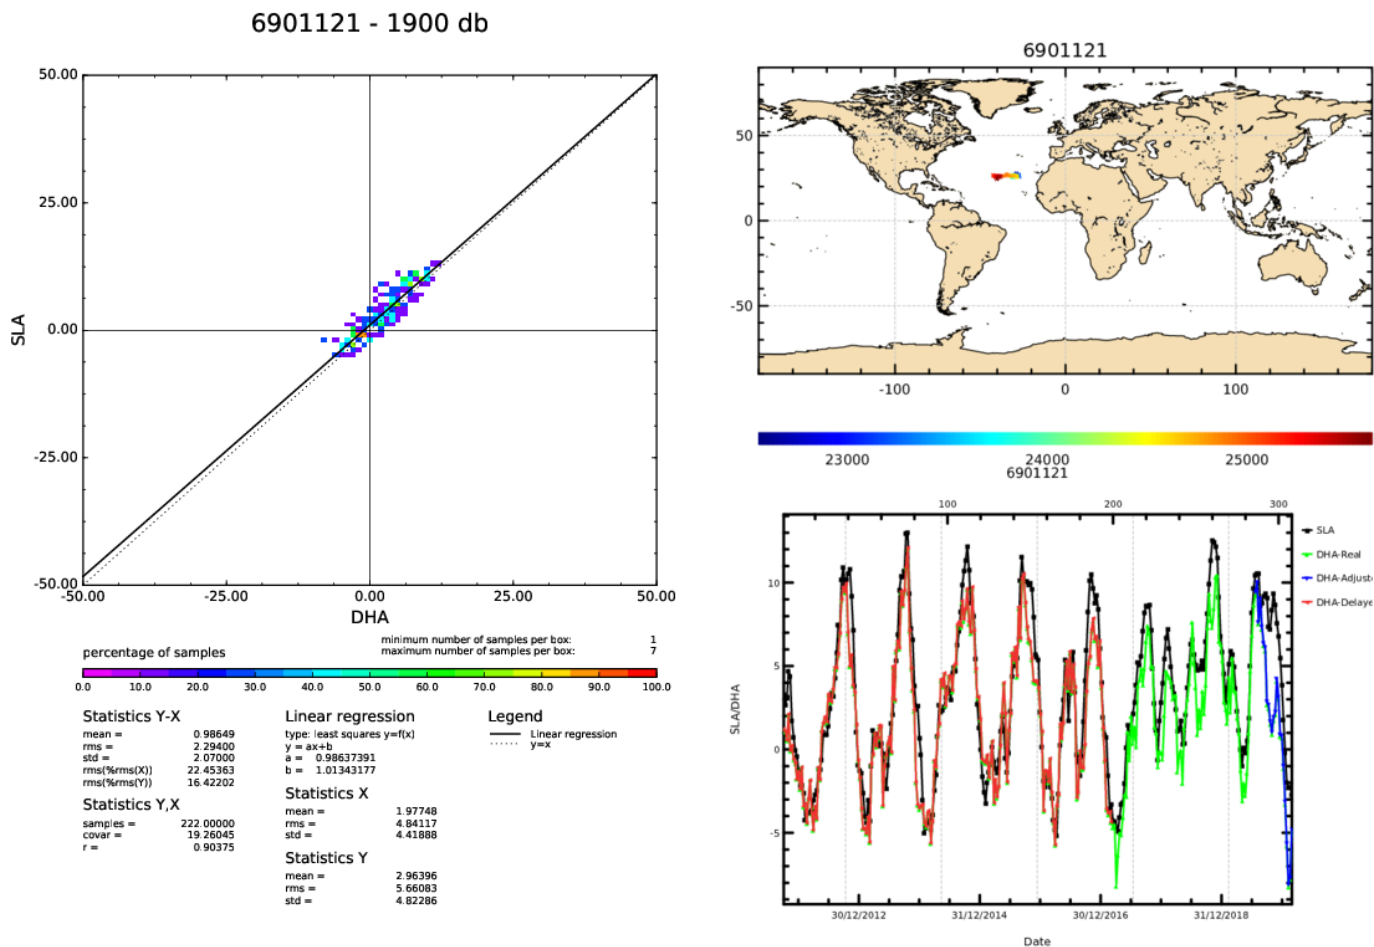 6901121 - 1900 db
50.00
25.00
0.00
-25.00
-50.00
SLA
-50.00 -25.00 0.00 25.00 50.00
DHA
minimum number of samples per box: 1
maximum number of samples per box: 7
percentage of samples
0.0 10.0 20.0 30.0 40.0 50.0 60.0 70.0 80.0 90.0 100.0
Statistics Y-X
mean = 0.98649
rms = 2.29400
std = 2.07000
rms(%rms(X)) 22.45363
rms(%rms(Y)) 16.42202
Statistics Y,X
samples = 222.00000
covar = 19.26045
r = 0.90375
Linear regression
type: least squares y=f(x)
y = ax+b
a = 0.98637391
b = 1.01343177
Statistics X
mean = 1.97748
rms = 4.84117
std = 4.41888
Statistics Y
mean = 2.96396
rms = 5.66083
std = 4.82286
Legend
Linear regression
y=x
6901121
50
0
-50
-100 0 100
23000 24000 25000
6901121
100 200 300
10
5
0
-5
SLA/DHA
30/12/2012 31/12/2014 30/12/2016 31/12/2018
Date
SLA
DHA-Real
DHA-Adjuste
DHA-Delaye